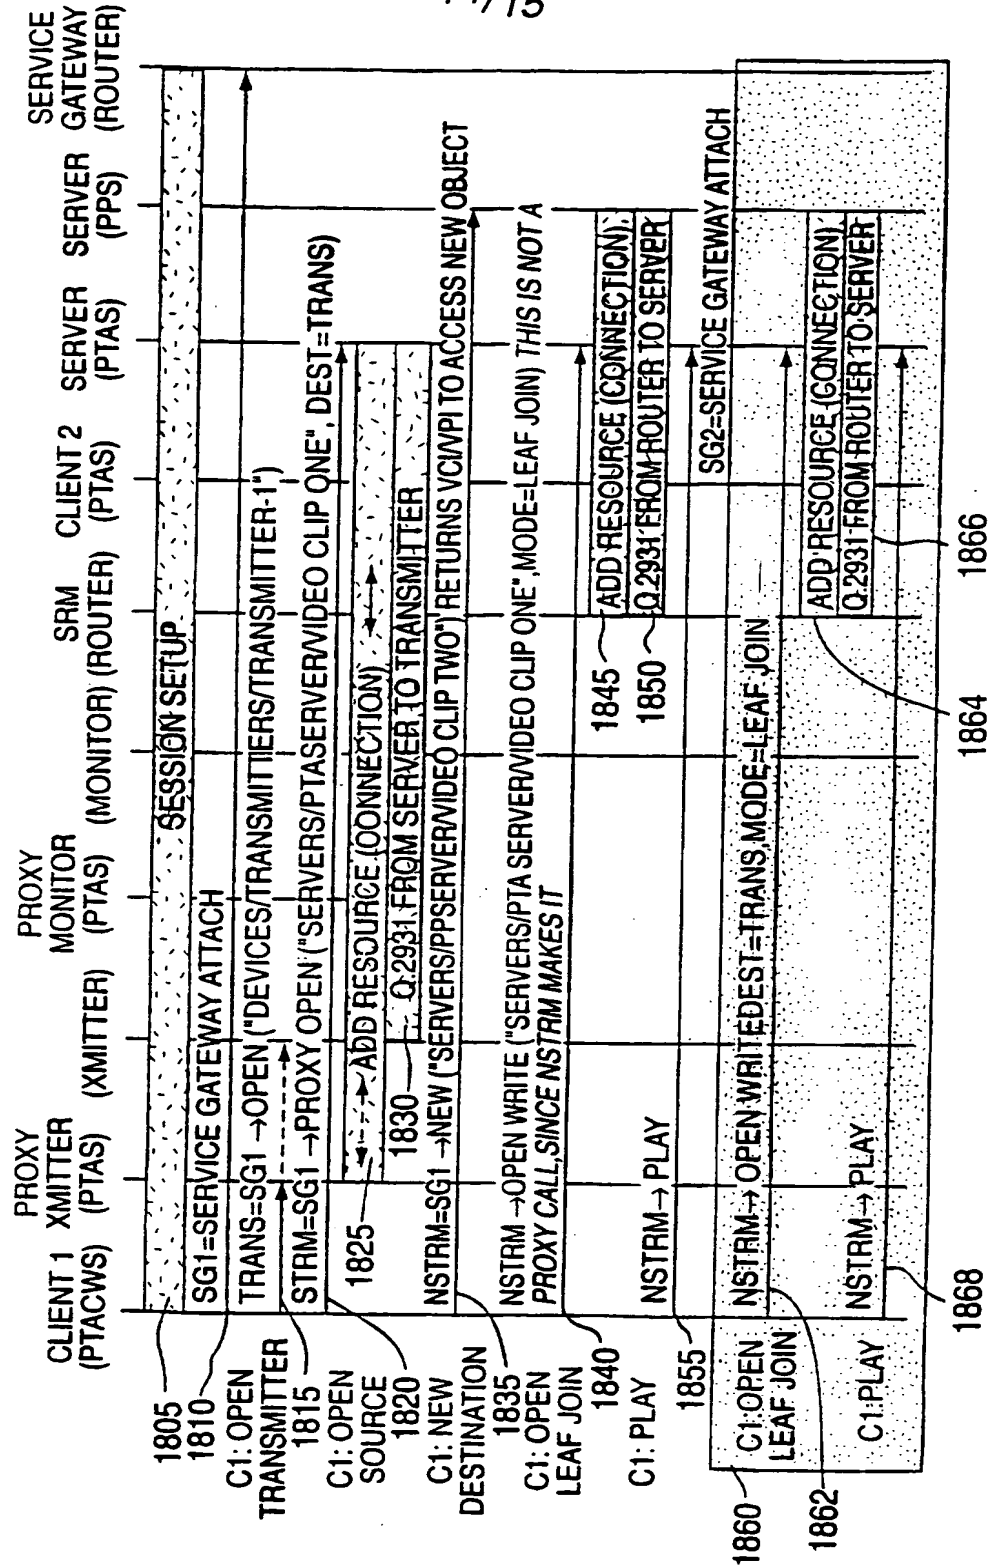 14/15
CLIENT 1
(PTACWS)
PROXY
XMITTER
(PTAS)
(XMITTER)
PROXY
MONITOR
(PTAS)
(MONITOR)
SRM
(ROUTER)
CLIENT 2
(PTAS)
SERVER
(PTAS)
SERVER
(PPS)
SERVICE
GATEWAY
(ROUTER)
1805
SESSION SETUP
1810
SG1=SERVICE GATEWAY ATTACH
C1: OPEN
TRANSMITTER
TRANS=SG1 →OPEN ("DEVICES/TRANSMITTIERS/TRANSMITTER-1")
1815
C1: OPEN
SOURCE
STRM=SG1 →PROXY OPEN ("SERVERS/PTASERVER/VIDEO CLIP ONE", DEST=TRANS)
1820
1825
ADD RESOURCE (CONNECTION)
1830
Q.2931 FROM SERVER TO TRANSMITTER
C1: NEW
DESTINATION
NSTRM=SG1 →NEW ("SERVERS/PPSERVER/VIDEO CLIP TWO") RETURNS VCI/VPI TO ACCESS NEW OBJECT
1835
C1: OPEN
LEAF JOIN
NSTRM →OPEN WRITE ("SERVERS/PTA SERVER/VIDEO CLIP ONE",MODE=LEAF JOIN) THIS IS NOT A
PROXY CALL,SINCE NSTRM MAKES IT
1840
1845
ADD RESOURCE (CONNECTION)
1850
Q.2931 FROM ROUTER TO SERVER
C1: PLAY
NSTRM→PLAY
1855
SG2=SERVICE GATEWAY ATTACH
1860
C1:OPEN
LEAF JOIN
NSTRM→OPEN WRITEDEST=TRANS,MODE,=LEAF JOIN
1862
ADD RESOURCE (CONNECTION)
1864
Q.2931 FROM ROUTER TO SERVER
1866
C1:PLAY
NSTRM→PLAY
1868